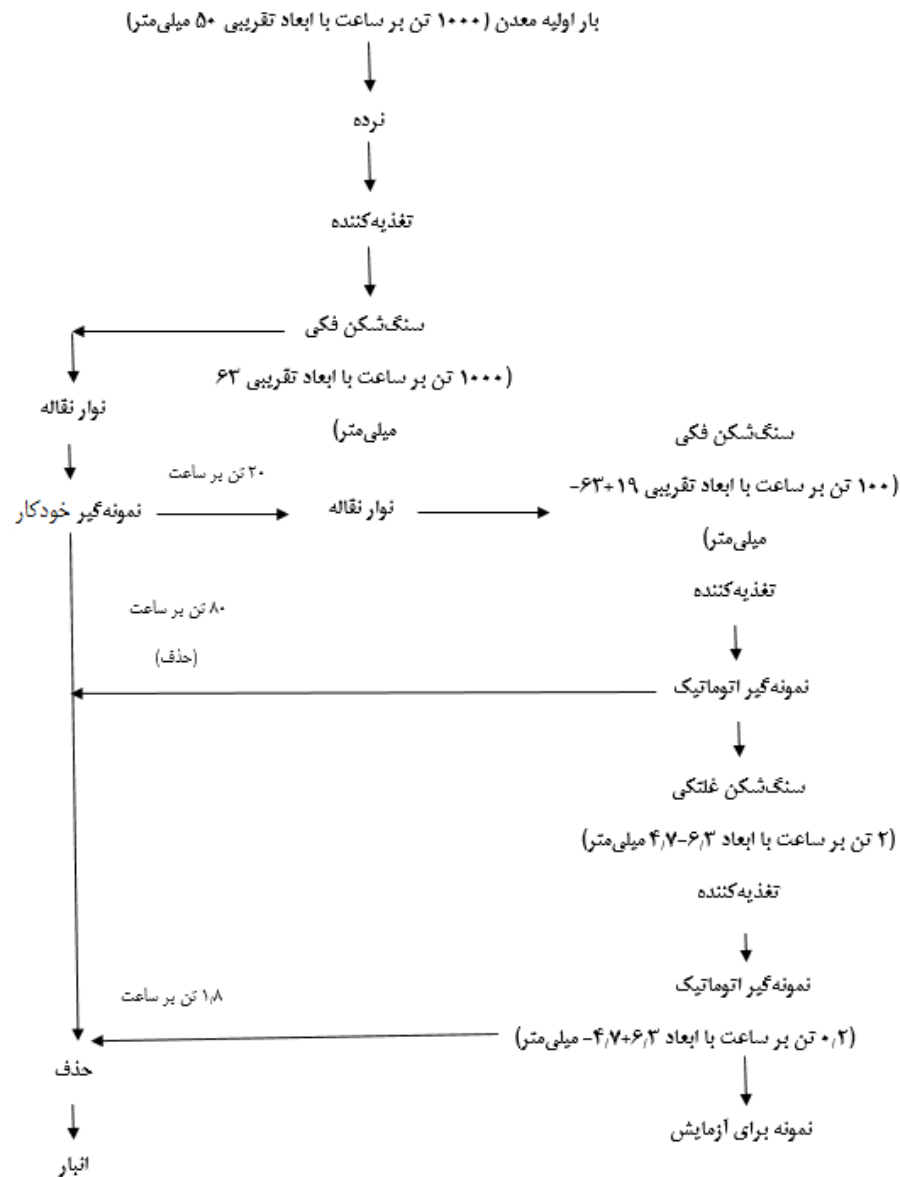 بار اولیه معدن (۱۰۰۰ تن بر ساعت با ابعاد تقریبی ۵۰ میلی‌متر)
نرده
تغذیه‌کننده
سنگ‌شکن فکی
(۱۰۰۰ تن بر ساعت با ابعاد تقریبی ۶۳
میلی‌متر)
نوار نقاله
سنگ‌شکن فکی
۲۰ تن بر ساعت
(۱۰۰ تن بر ساعت با ابعاد تقریبی ۱۹+۶۳-
نوار نقاله
نمونه‌گیر خودکار
میلی‌متر)
تغذیه‌کننده
۸۰ تن بر ساعت
(حذف)
نمونه‌گیر اتوماتیک
سنگ‌شکن غلتکی
(۲ تن بر ساعت با ابعاد ۶,۳-۴,۷ میلی‌متر)
تغذیه‌کننده
نمونه‌گیر اتوماتیک
۱,۸ تن بر ساعت
(۰,۲ تن بر ساعت با ابعاد ۶,۳+۴,۷- میلی‌متر)
حذف
نمونه برای آزمایش
انبار